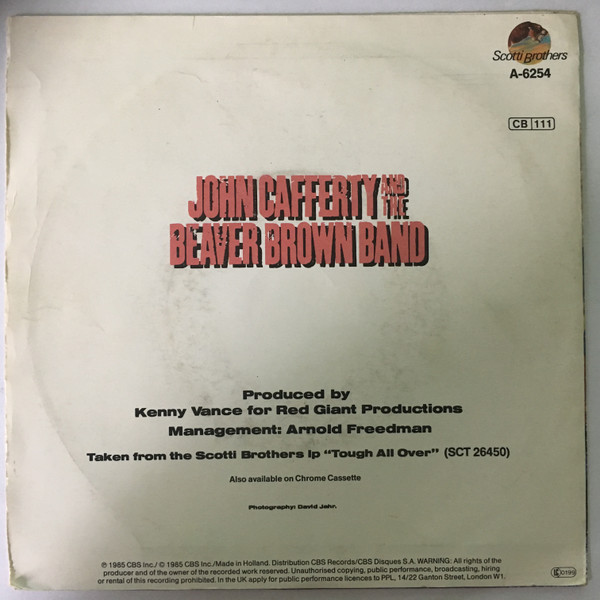 Scotti Brothers
A-6254
CB 111
JOHN CAFFERTY AND THE
BEAVER BROWN BAND
Produced by
Kenny Vance for Red Giant Productions
Management: Arnold Freedman
Taken from the Scotti Brothers lp “Tough All Over” (SCT 26450)
Also available on Chrome Cassette
Photography: David Jahr.
℗ 1985 CBS Inc./ © 1985 CBS Inc./Made in Holland. Distribution CBS Records/CBS Disques S.A. WARNING: All rights of the
producer and of the owner of the recorded work reserved. Unauthorised copying, public performance, broadcasting, hiring
or rental of this recording prohibited. In the UK apply for public performance licences to PPL, 14/22 Ganton Street, London W1.
0199